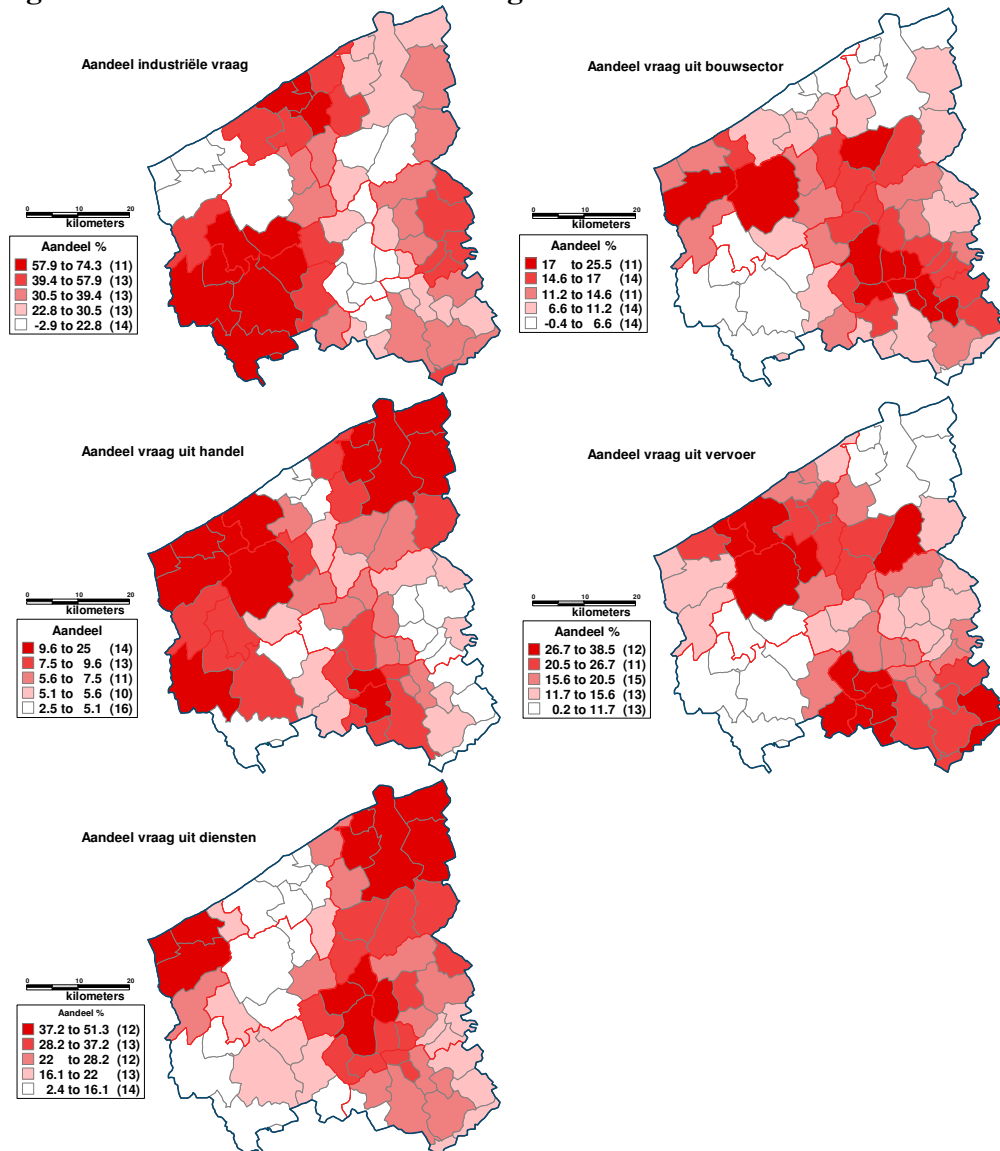 Aandeel industriële vraag
0 10 20
kilometers
Aandeel %
57.9 to 74.3 (11)
39.4 to 57.9 (13)
30.5 to 39.4 (13)
22.8 to 30.5 (13)
-2.9 to 22.8 (14)
Aandeel vraag uit bouwsector
0 10 20
kilometers
Aandeel %
17 to 25.5 (11)
14.6 to 17 (14)
11.2 to 14.6 (11)
6.6 to 11.2 (14)
-0.4 to 6.6 (14)
Aandeel vraag uit handel
0 10 20
kilometers
Aandeel
9.6 to 25 (14)
7.5 to 9.6 (13)
5.6 to 7.5 (11)
5.1 to 5.6 (10)
2.5 to 5.1 (16)
Aandeel vraag uit vervoer
0 10 20
kilometers
Aandeel %
26.7 to 38.5 (12)
20.5 to 26.7 (11)
15.6 to 20.5 (15)
11.7 to 15.6 (13)
0.2 to 11.7 (13)
Aandeel vraag uit diensten
0 10 20
kilometers
Aandeel %
37.2 to 51.3 (12)
28.2 to 37.2 (13)
22 to 28.2 (12)
16.1 to 22 (13)
2.4 to 16.1 (14)